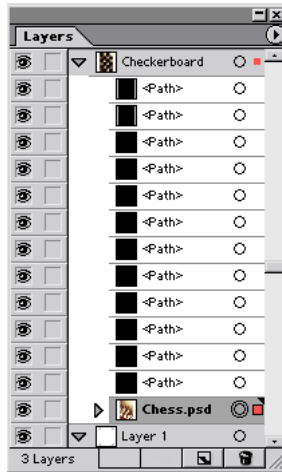 Layers
Checkerboard
<Path>
<Path>
<Path>
<Path>
<Path>
<Path>
<Path>
<Path>
<Path>
<Path>
<Path>
<Path>
Chess.psd
Layer 1
3 Layers